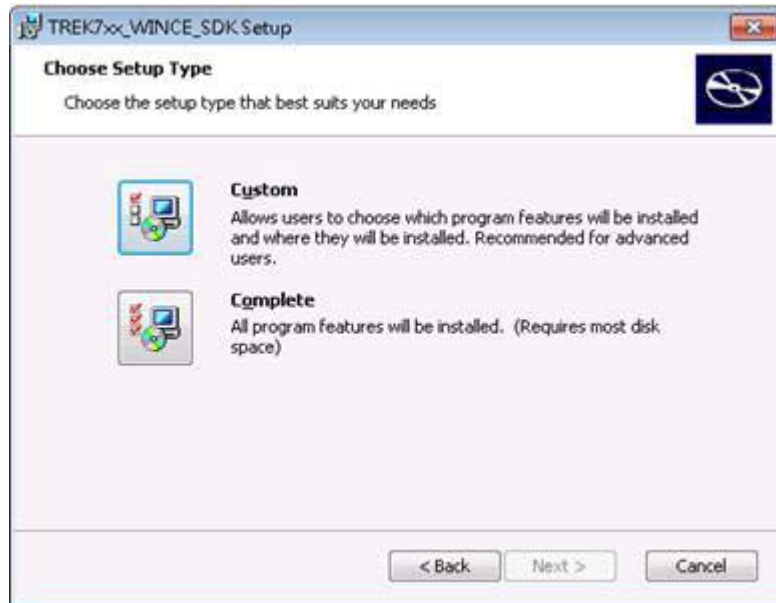 TREK7xx_WINCE_SDK Setup
Choose Setup Type
Choose the setup type that best suits your needs
Custom
Allows users to choose which program features will be installed
and where they will be installed. Recommended for advanced
users.
Complete
All program features will be installed. (Requires most disk
space)
< Back Next > Cancel